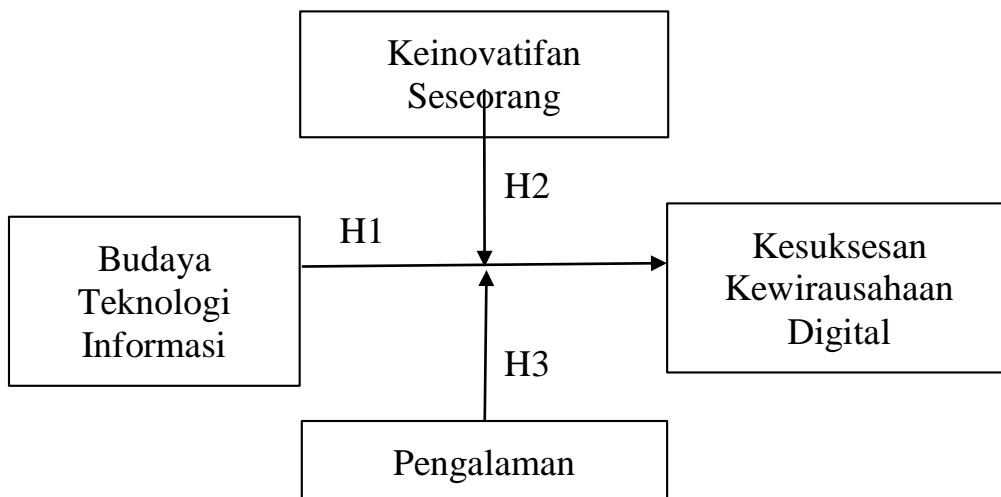 Keinovatifan
Seseorang
H2
H1
Budaya
Teknologi
Informasi
Kesuksesan
Kewirausahaan
Digital
H3
Pengalaman